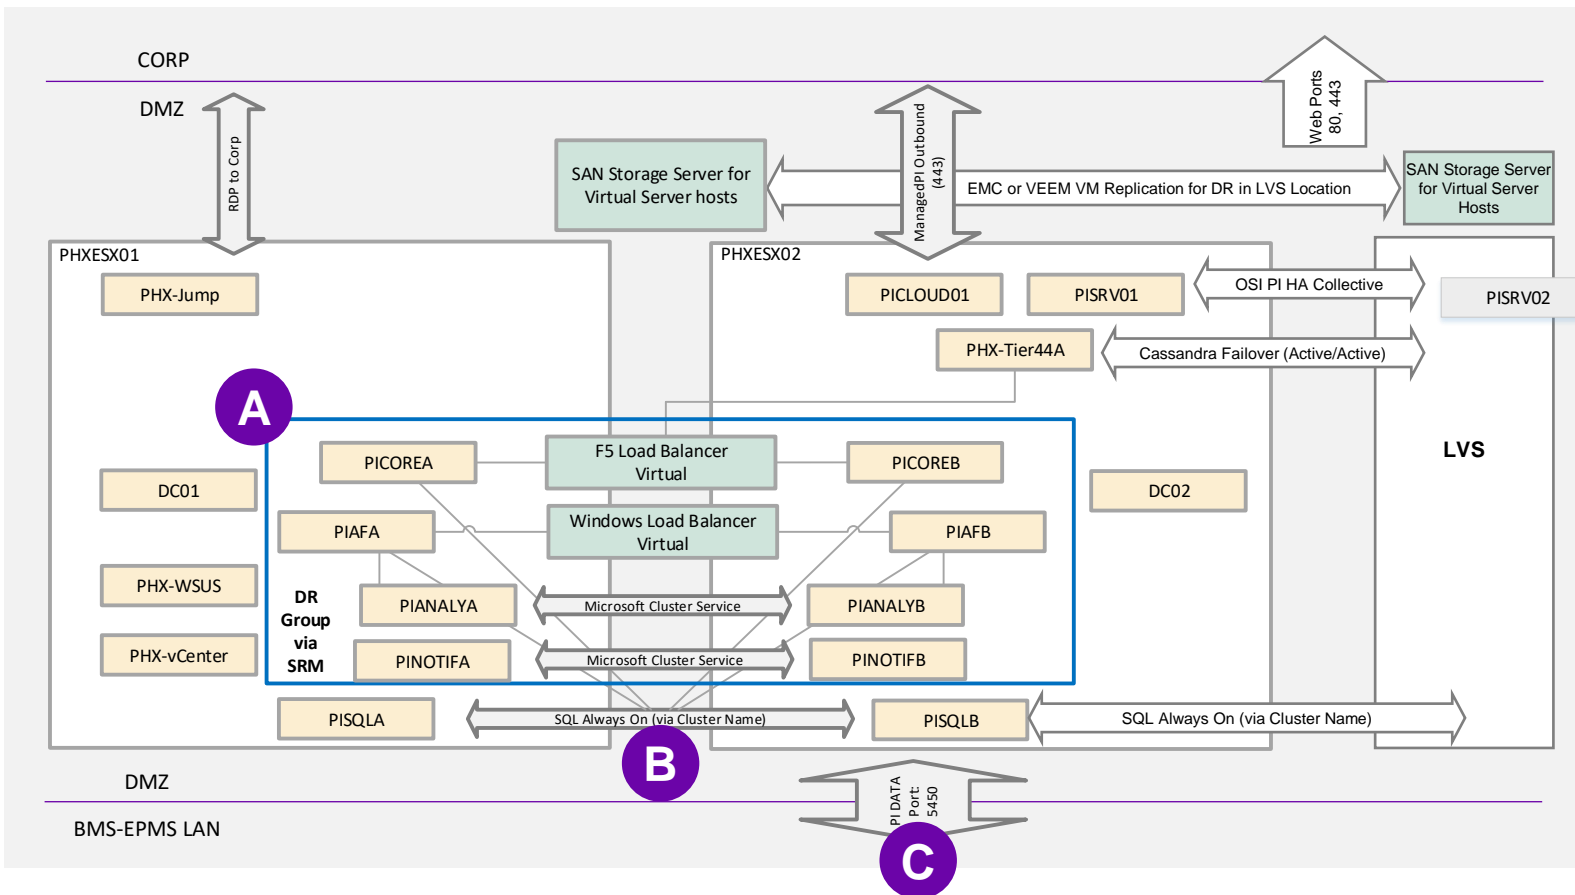 CORP
DMZ
RDP to Corp
ManagedPI Outbound
(443)
Web Ports
80, 443
SAN Storage Server for
Virtual Server hosts
EMC or VEEM VM Replication for DR in LVS Location
SAN Storage Server
for Virtual Server
Hosts
PHXESX01
PHXESX02
PHX-Jump
PICLOUD01
PISRV01
OSI PI HA Collective
PISRV02
PHX-Tier44A
Cassandra Failover (Active/Active)
A
PICOREA
F5 Load Balancer
Virtual
PICOREB
LVS
DC01
DC02
PIAFA
Windows Load Balancer
Virtual
PIAFB
PHX-WSUS
DR
Group
via
SRM
PIANALYA
Microsoft Cluster Service
PIANALYB
PHX-vCenter
PINOTIFA
Microsoft Cluster Service
PINOTIFB
PISQLA
SQL Always On (via Cluster Name)
PISQLB
SQL Always On (via Cluster Name)
B
DMZ
PI DATA
Port:
5450
BMS-EPMS LAN
C